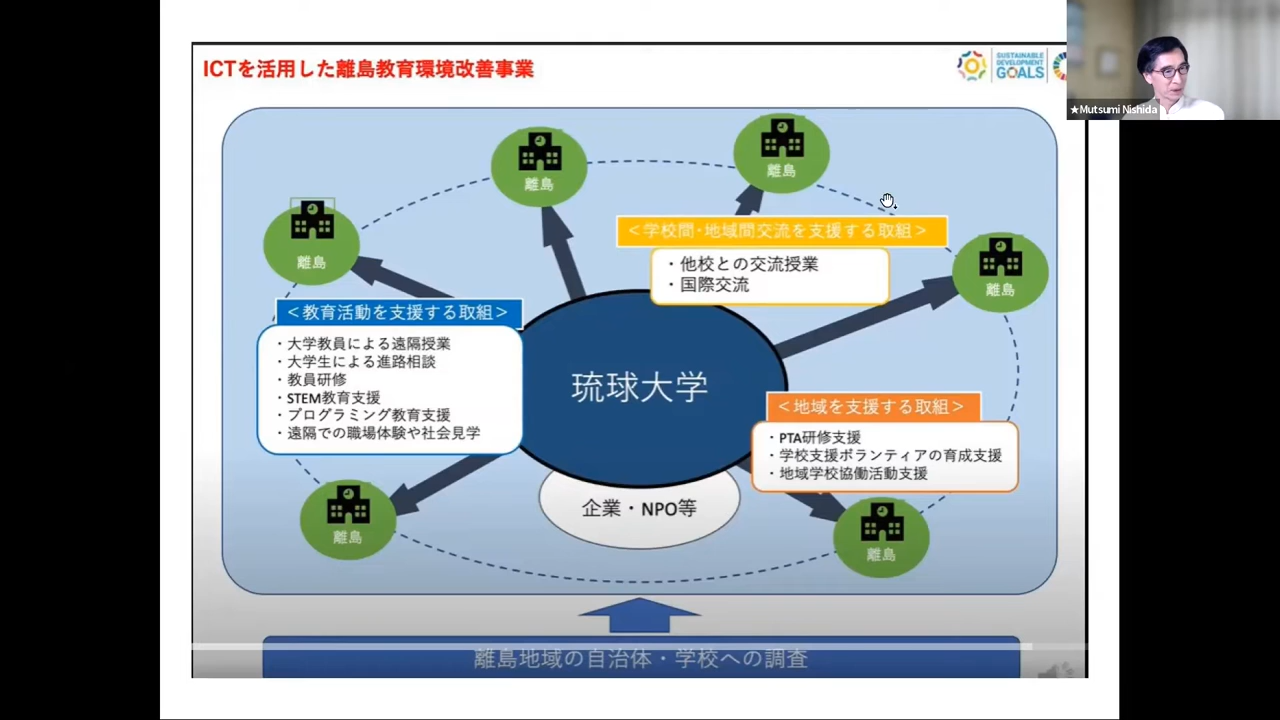 ICTを活用した離島教育環境改善事業
SUSTAINABLE
DEVELOPMENT
GOALS
★Mutsumi Nishida
離島
離島
離島
離島
＜学校間・地域間交流を支援する取組＞
・他校との交流授業
・国際交流
＜教育活動を支援する取組＞
・大学教員による遠隔授業
・大学生による進路相談
・教員研修
・STEM教育支援
・プログラミング教育支援
・遠隔での職場体験や社会見学
琉球大学
＜地域を支援する取組＞
・PTA研修支援
・学校支援ボランティアの育成支援
・地域学校協働活動支援
企業・NPO等
離島
離島
離島地域の自治体・学校への調査